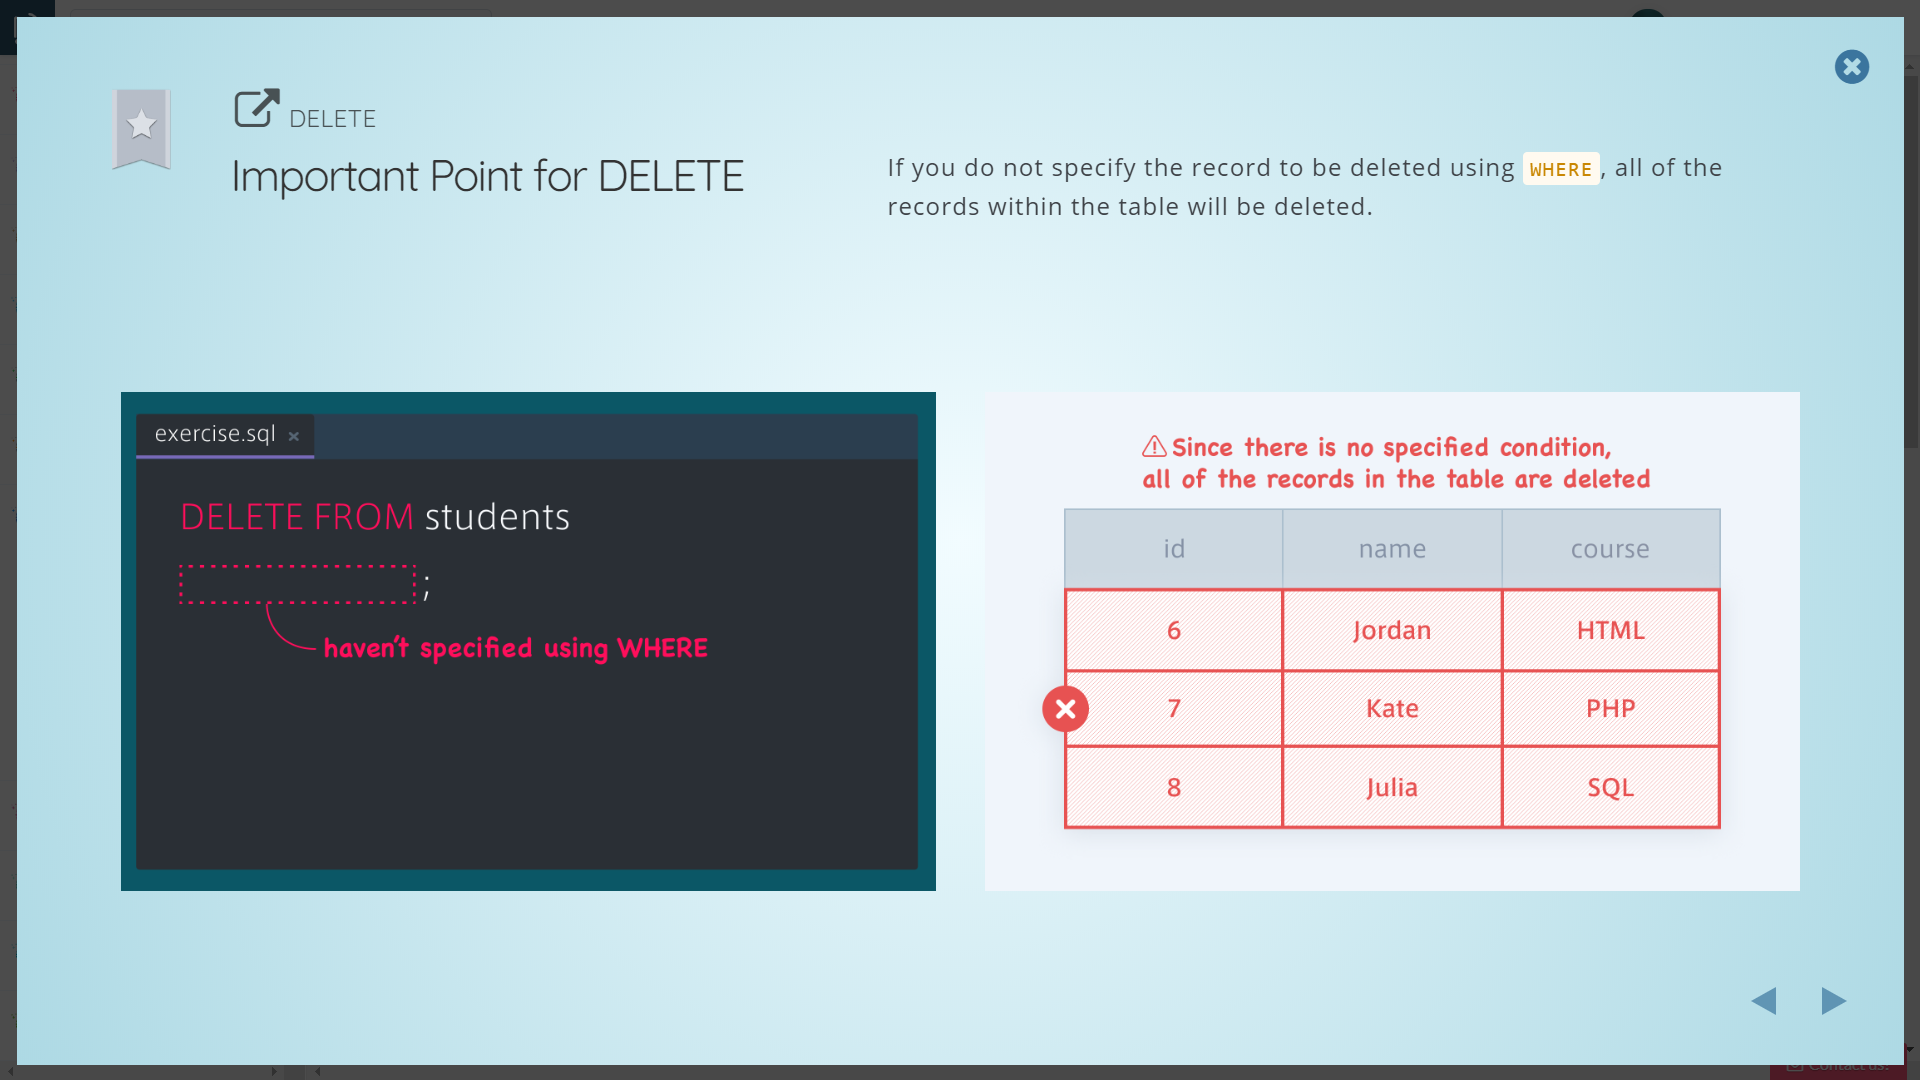 DELETE
Important Point for DELETE
If you do not specify the record to be deleted using WHERE, all of the
records within the table will be deleted.
exercise.sql ×
DELETE FROM students
;
haven't specified using WHERE
Since there is no specified condition,
all of the records in the table are deleted
id name course
6 Jordan HTML
7 Kate PHP
8 Julia SQL
Contact us!